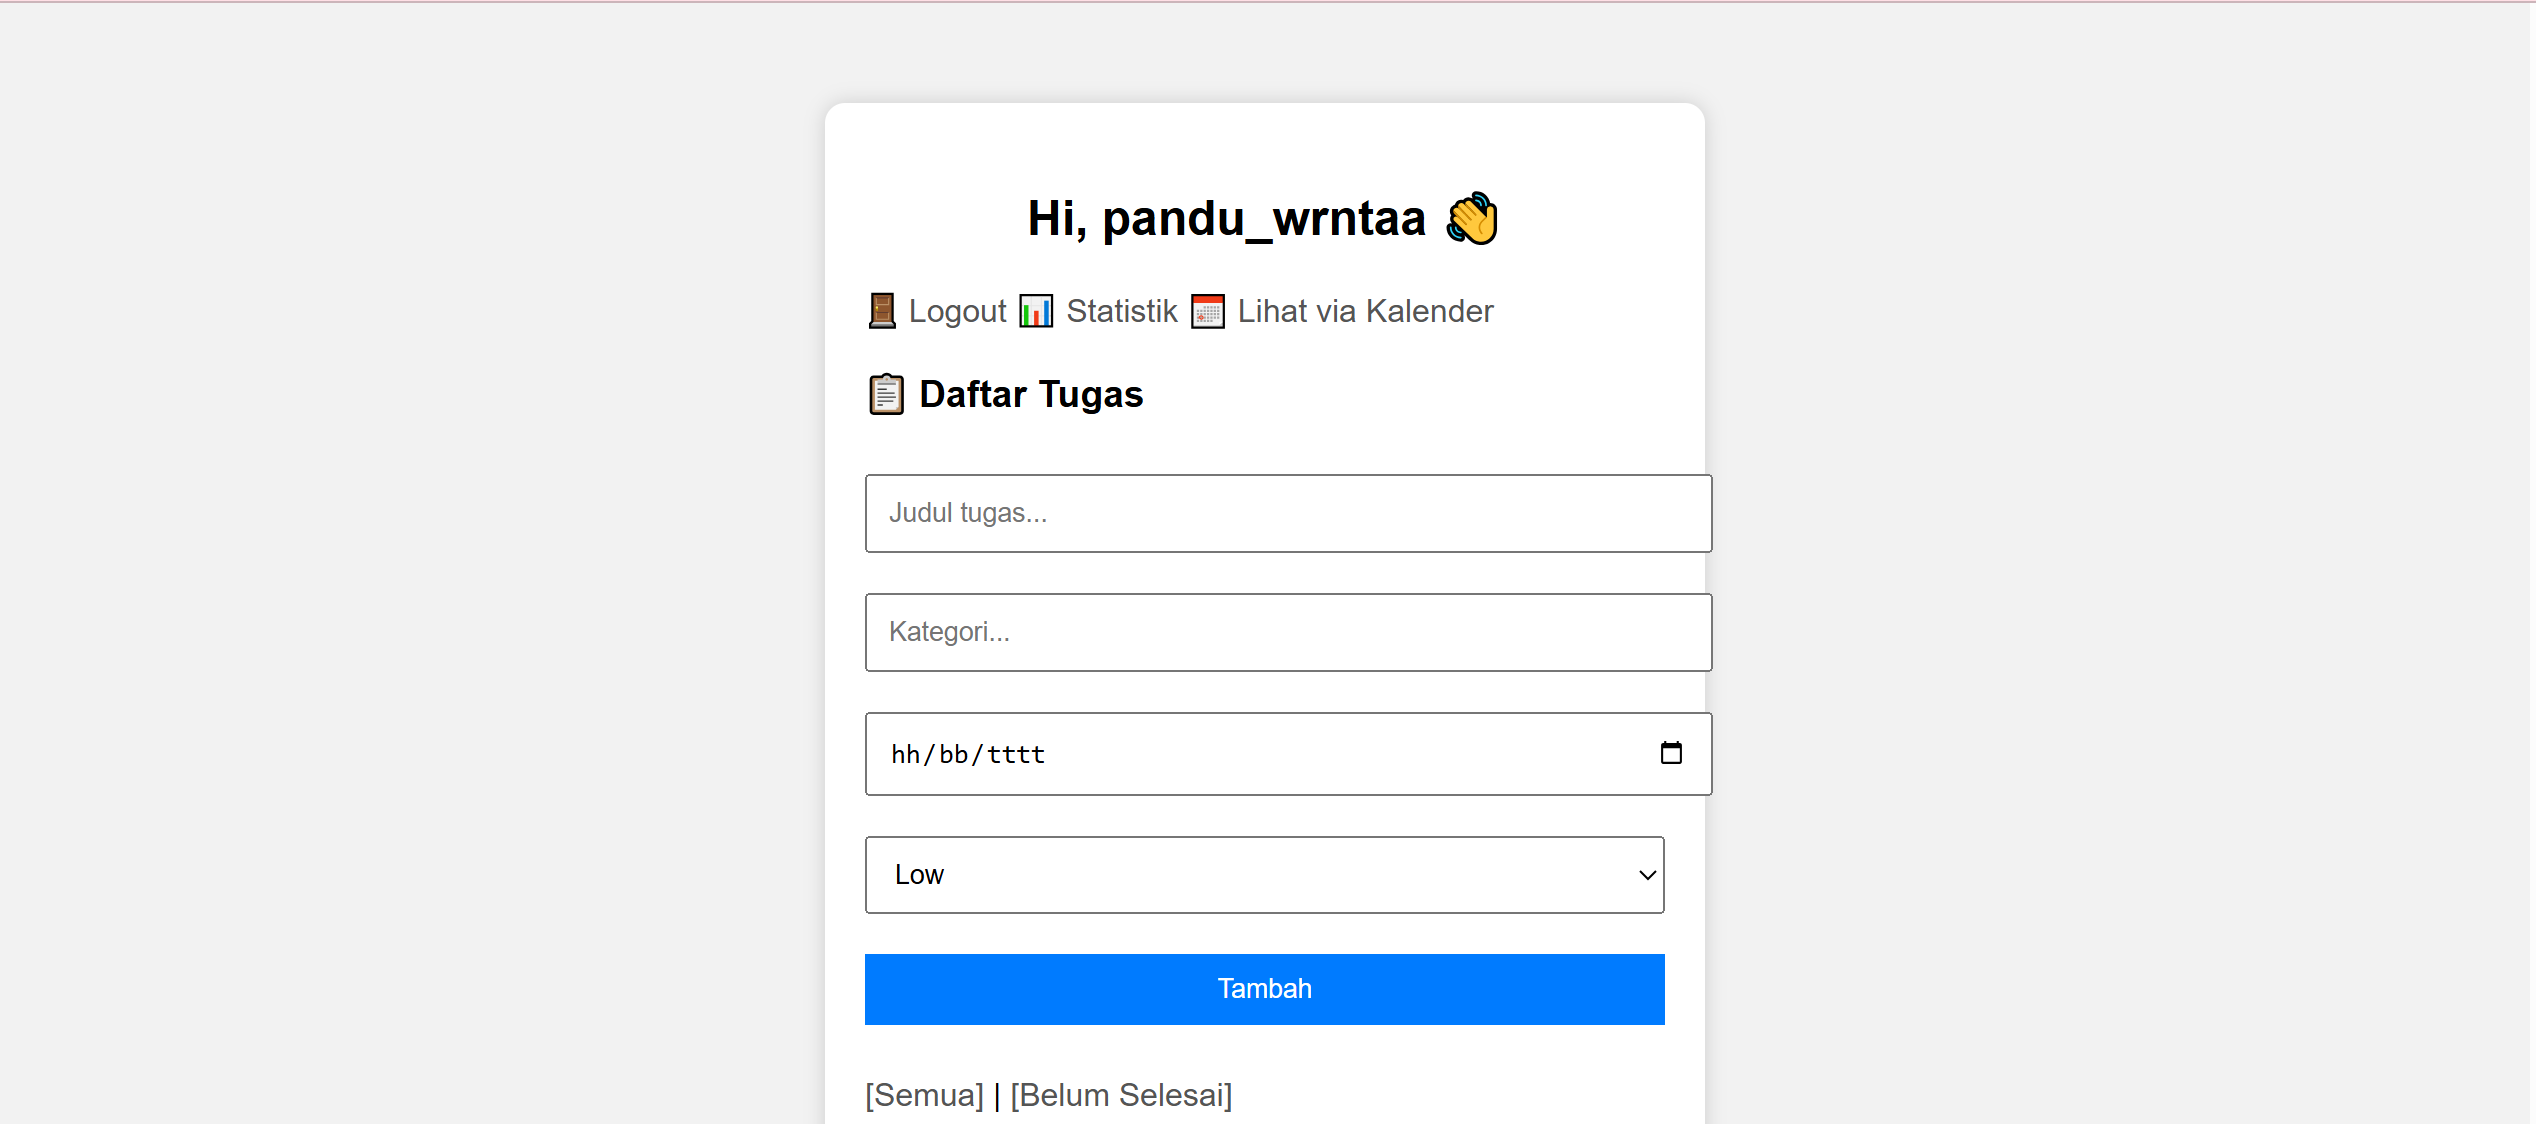 Hi, pandu_wrntaa 👋
🚪 Logout 📊 Statistik 📅 Lihat via Kalender
📋 Daftar Tugas
Judul tugas...
Kategori...
hh/bb/tttt
Low
Tambah
[Semua] | [Belum Selesai]